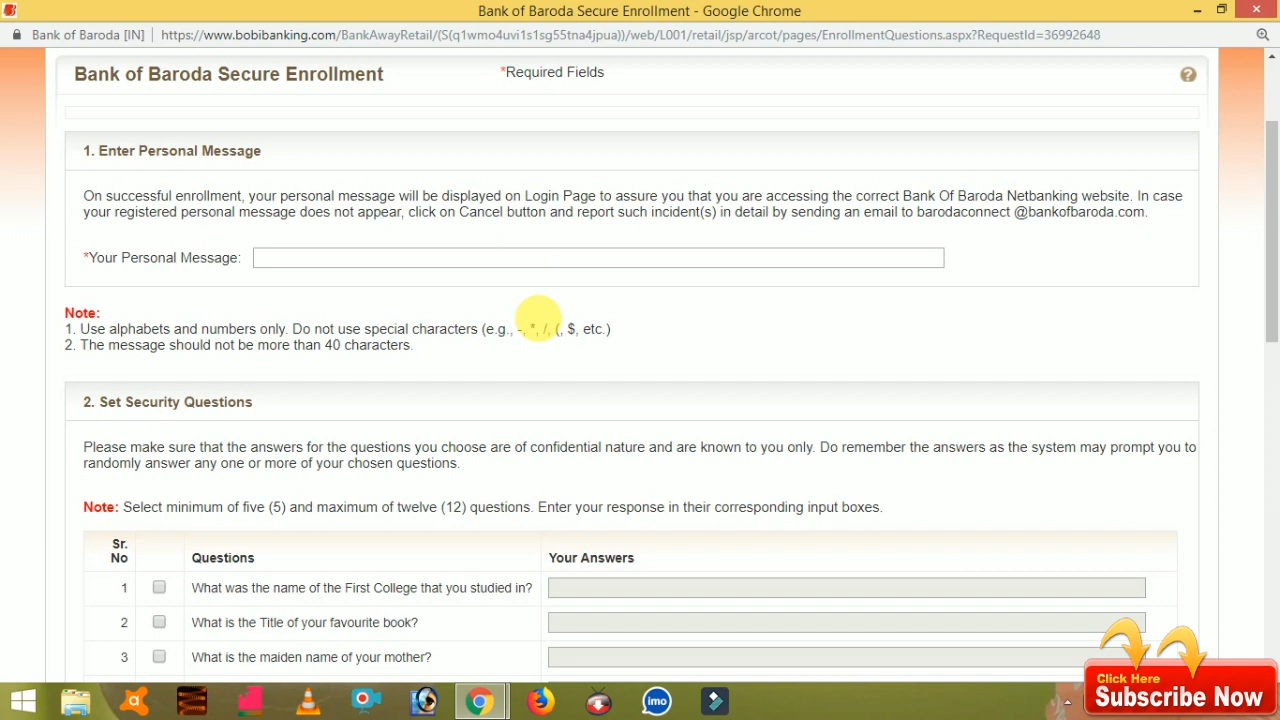 Bank of Baroda Secure Enrollment - Google Chrome
Bank of Baroda [IN] https://www.bobibanking.com/BankAwayRetail/(S(q1wmo4uvi1s1sg55tna4jpua))/web/L001/retail/jsp/arcot/pages/EnrollmentQuestions.aspx?RequestId=36992648
Bank of Baroda Secure Enrollment
*Required Fields
?
1. Enter Personal Message
On successful enrollment, your personal message will be displayed on Login Page to assure you that you are accessing the correct Bank Of Baroda Netbanking website. In case
your registered personal message does not appear, click on Cancel button and report such incident(s) in detail by sending an email to barodaconnect @bankofbaroda.com.
*Your Personal Message:
Note:
1. Use alphabets and numbers only. Do not use special characters (e.g., -, *, /, (, $, etc.)
2. The message should not be more than 40 characters.
2. Set Security Questions
Please make sure that the answers for the questions you choose are of confidential nature and are known to you only. Do remember the answers as the system may prompt you to
randomly answer any one or more of your chosen questions.
Note: Select minimum of five (5) and maximum of twelve (12) questions. Enter your response in their corresponding input boxes.
Sr.
No Questions Your Answers
1 What was the name of the First College that you studied in?
2 What is the Title of your favourite book?
3 What is the maiden name of your mother?
Click Here
Subscribe Now
imo